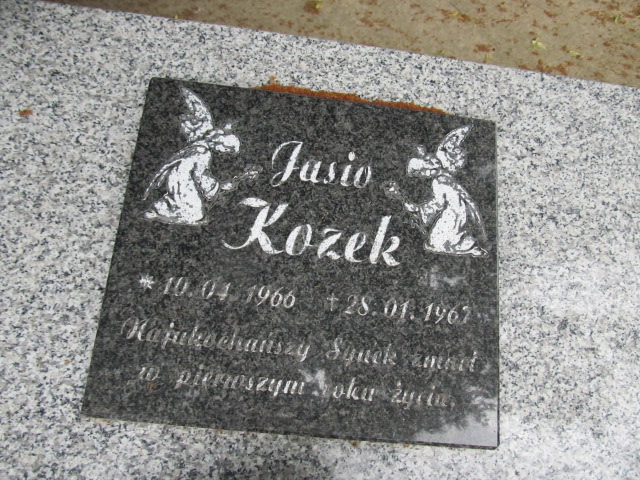 Jasio
Kozek
* 10.04.1966 † 28.01.1967
Najukochańszy Synek zmarł
w pierwszym roku życia.